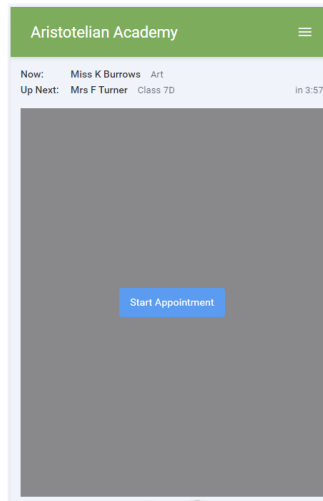 Aristotelian Academy
Now: Miss K Burrows Art
Up Next: Mrs F Turner Class 7D in 3:57
Start Appointment